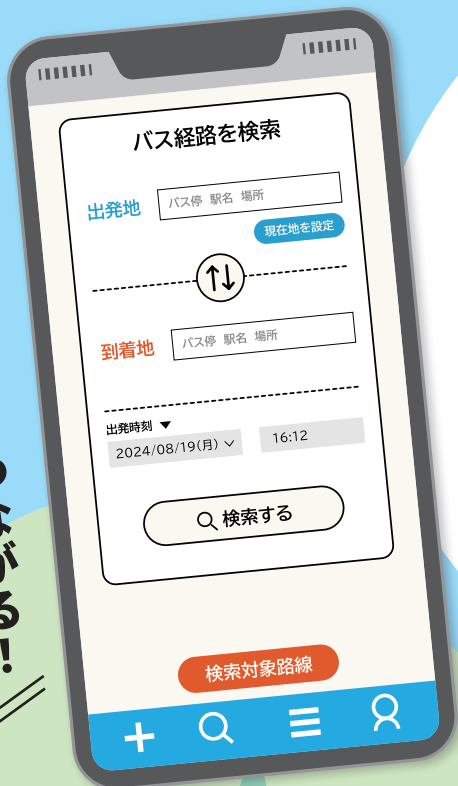 バス経路を検索
出発地
バス停 駅名 場所
現在地を設定
到着地
バス停 駅名 場所
出発時刻 ▼
2024/08/19(月) 16:12
検索する
検索対象路線
ながる！